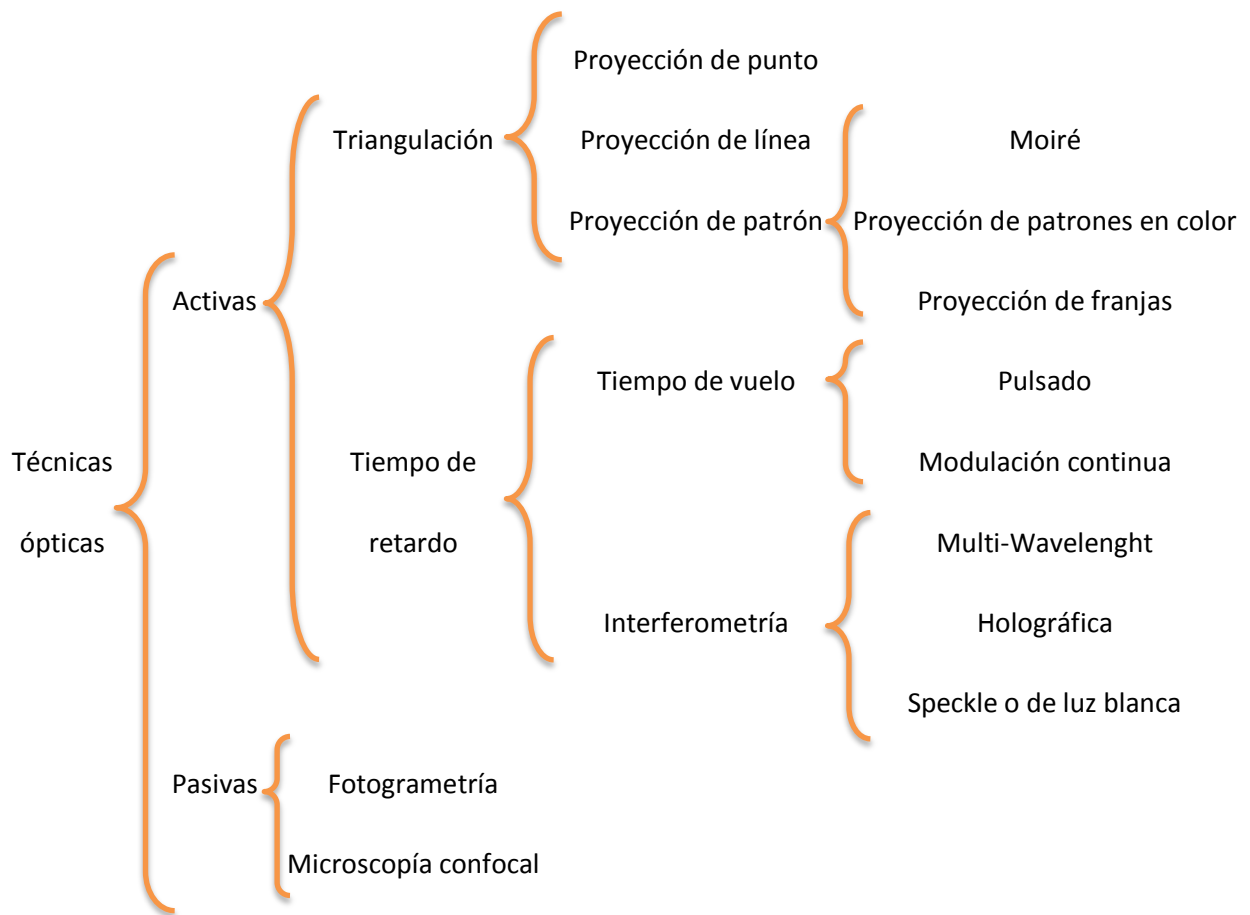 Técnicas
ópticas
Activas
Triangulación
Proyección de punto
Proyección de línea
Proyección de patrón
Moiré
Proyección de patrones en color
Proyección de franjas
Tiempo de
retardo
Tiempo de vuelo
Pulsado
Modulación continua
Interferometría
Multi-Wavelenght
Holográfica
Speckle o de luz blanca
Pasivas
Fotogrametría
Microscopía confocal